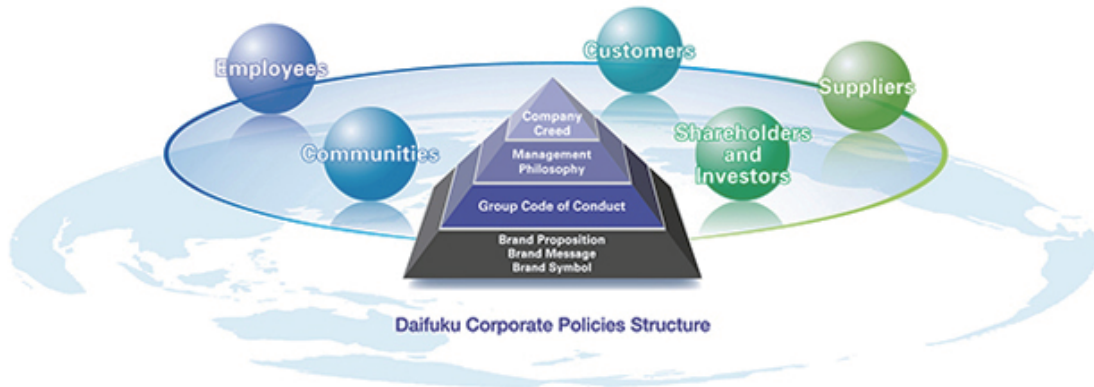 Employees
Customers
Suppliers
Communities
Shareholders
and
Investors
Company
Creed
Management
Philosophy
Group Code of Conduct
Brand Proposition
Brand Message
Brand Symbol
Daifuku Corporate Policies Structure